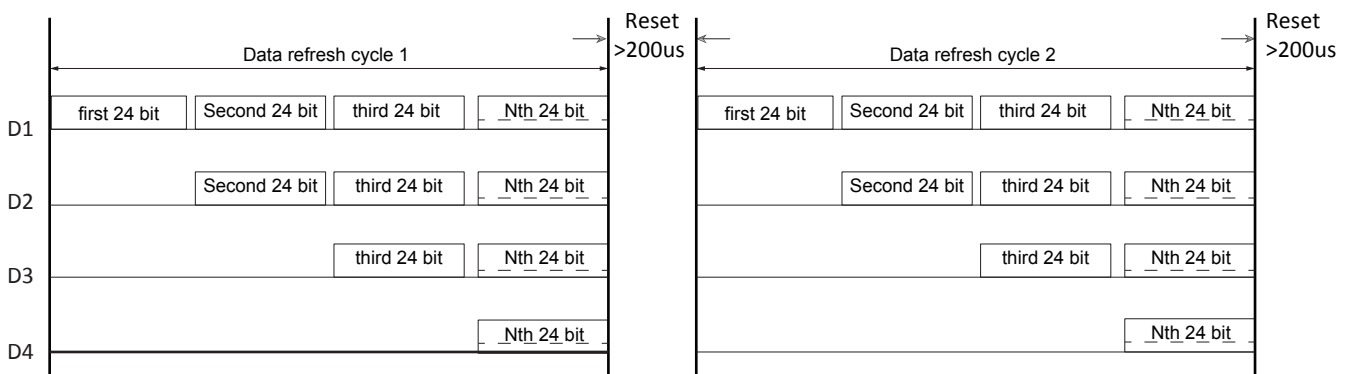 Reset
>200us
Reset
>200us
Data refresh cycle 1
Data refresh cycle 2
D1
first 24 bit
Second 24 bit
third 24 bit
Nth 24 bit
first 24 bit
Second 24 bit
third 24 bit
Nth 24 bit
D2
Second 24 bit
third 24 bit
Nth 24 bit
Second 24 bit
third 24 bit
Nth 24 bit
D3
third 24 bit
Nth 24 bit
third 24 bit
Nth 24 bit
D4
Nth 24 bit
Nth 24 bit